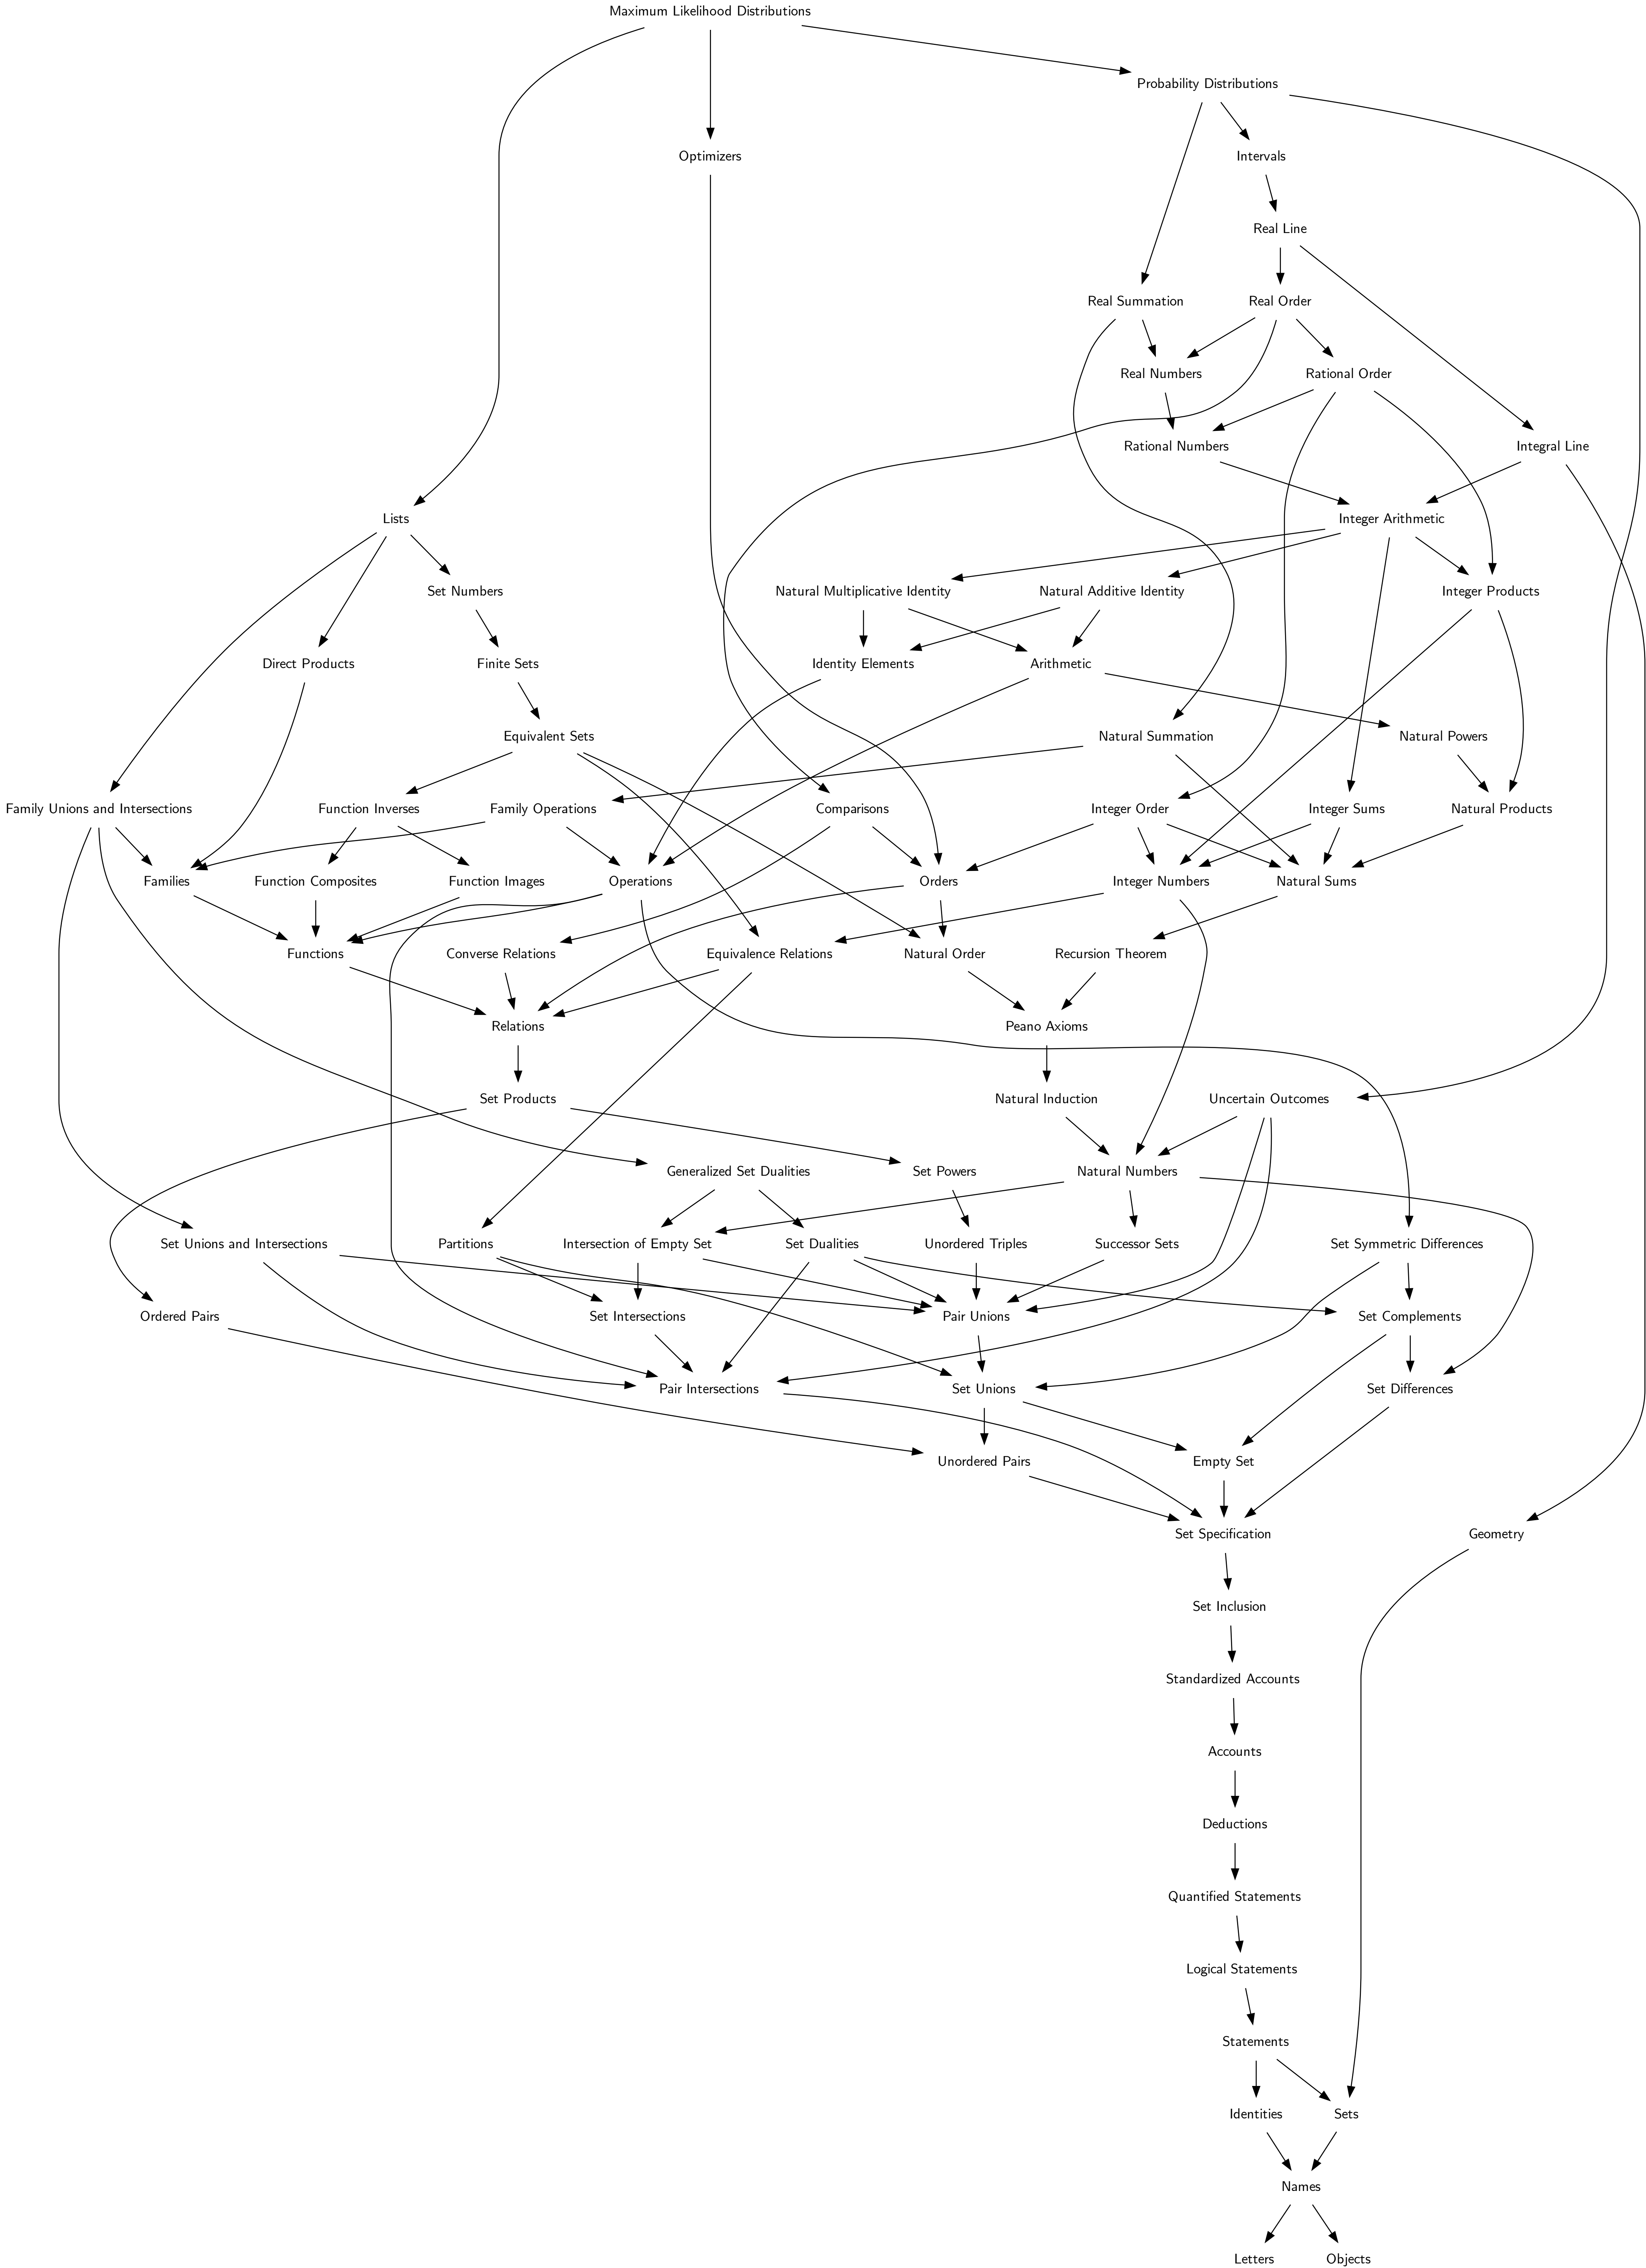 Maximum Likelihood Distributions
Probability Distributions
Optimizers
Intervals
Real Line
Real Summation
Real Order
Real Numbers
Rational Order
Rational Numbers
Integral Line
Lists
Integer Arithmetic
Set Numbers
Natural Multiplicative Identity
Natural Additive Identity
Integer Products
Direct Products
Finite Sets
Identity Elements
Arithmetic
Equivalent Sets
Natural Summation
Natural Powers
Family Unions and Intersections
Function Inverses
Family Operations
Comparisons
Integer Order
Integer Sums
Natural Products
Families
Function Composites
Function Images
Operations
Orders
Integer Numbers
Natural Sums
Functions
Converse Relations
Equivalence Relations
Natural Order
Recursion Theorem
Relations
Peano Axioms
Set Products
Natural Induction
Uncertain Outcomes
Generalized Set Dualities
Set Powers
Natural Numbers
Set Unions and Intersections
Partitions
Intersection of Empty Set
Set Dualities
Unordered Triples
Successor Sets
Set Symmetric Differences
Ordered Pairs
Set Intersections
Pair Unions
Set Complements
Pair Intersections
Set Unions
Set Differences
Unordered Pairs
Empty Set
Set Specification
Geometry
Set Inclusion
Standardized Accounts
Accounts
Deductions
Quantified Statements
Logical Statements
Statements
Identities
Sets
Names
Letters
Objects